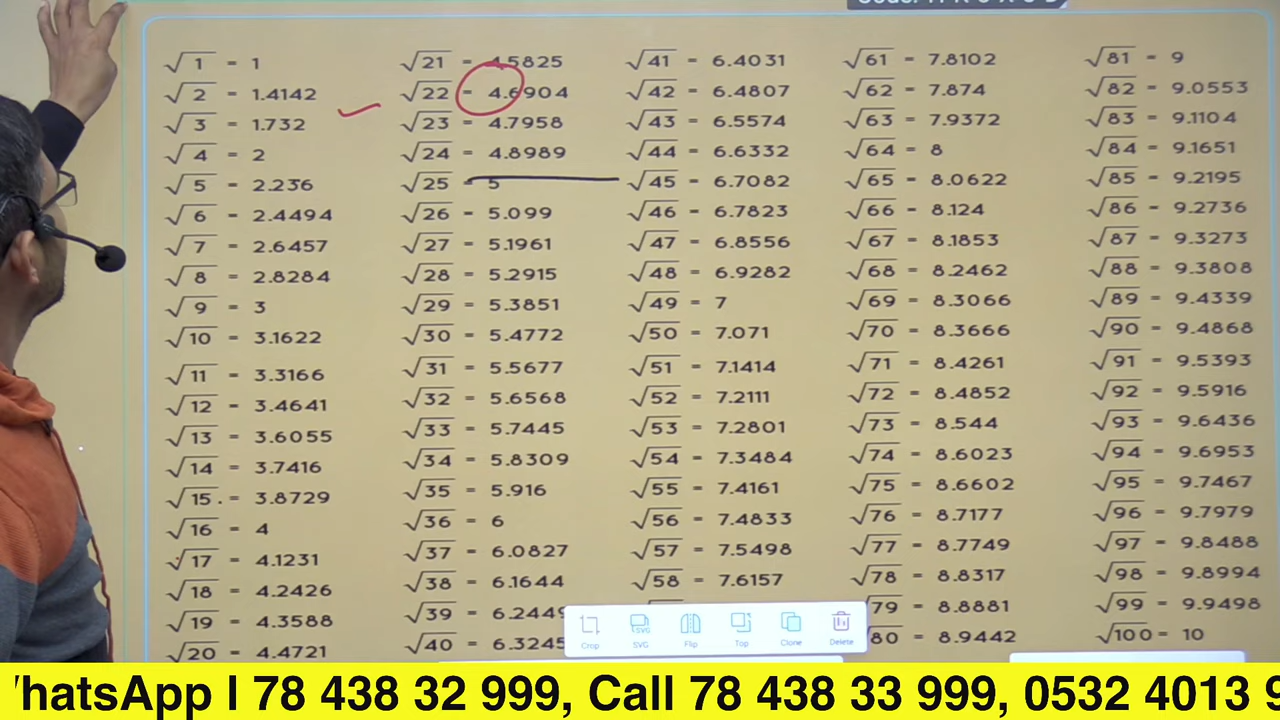 √1 = 1
√2 = 1.4142
√3 = 1.732
√4 = 2
√5 = 2.236
√6 = 2.4494
√7 = 2.6457
√8 = 2.8284
√9 = 3
√10 = 3.1622
√11 = 3.3166
√12 = 3.4641
√13 = 3.6055
√14 = 3.7416
√15. = 3.8729
√16 = 4
√17 = 4.1231
√18 = 4.2426
√19 = 4.3588
√20 = 4.4721
√21 = 4.5825
√22 = 4.6904
√23 = 4.7958
√24 = 4.8989
√25 = 5
√26 = 5.099
√27 = 5.1961
√28 = 5.2915
√29 = 5.3851
√30 = 5.4772
√31 = 5.5677
√32 = 5.6568
√33 = 5.7445
√34 = 5.8309
√35 = 5.916
√36 = 6
√37 = 6.0827
√38 = 6.1644
√39 = 6.2449
√40 = 6.3245
√41 = 6.4031
√42 = 6.4807
√43 = 6.5574
√44 = 6.6332
√45 = 6.7082
√46 = 6.7823
√47 = 6.8556
√48 = 6.9282
√49 = 7
√50 = 7.071
√51 = 7.1414
√52 = 7.2111
√53 = 7.2801
√54 = 7.3484
√55 = 7.4161
√56 = 7.4833
√57 = 7.5498
√58 = 7.6157
√61 = 7.8102
√62 = 7.874
√63 = 7.9372
√64 = 8
√65 = 8.0622
√66 = 8.124
√67 = 8.1853
√68 = 8.2462
√69 = 8.3066
√70 = 8.3666
√71 = 8.4261
√72 = 8.4852
√73 = 8.544
√74 = 8.6023
√75 = 8.6602
√76 = 8.7177
√77 = 8.7749
√78 = 8.8317
79 = 8.8881
80 = 8.9442
√81 = 9
√82 = 9.0553
√83 = 9.1104
√84 = 9.1651
√85 = 9.2195
√86 = 9.2736
√87 = 9.3273
√88 = 9.3808
√89 = 9.4339
√90 = 9.4868
√91 = 9.5393
√92 = 9.5916
√93 = 9.6436
√94 = 9.6953
√95 = 9.7467
√96 = 9.7979
√97 = 9.8488
√98 = 9.8994
√99 = 9.9498
√100 = 10
SVG
Crop SVG Flip Top Clone Delete
hatsApp l 78 438 32 999, Call 78 438 33 999, 0532 4013 9